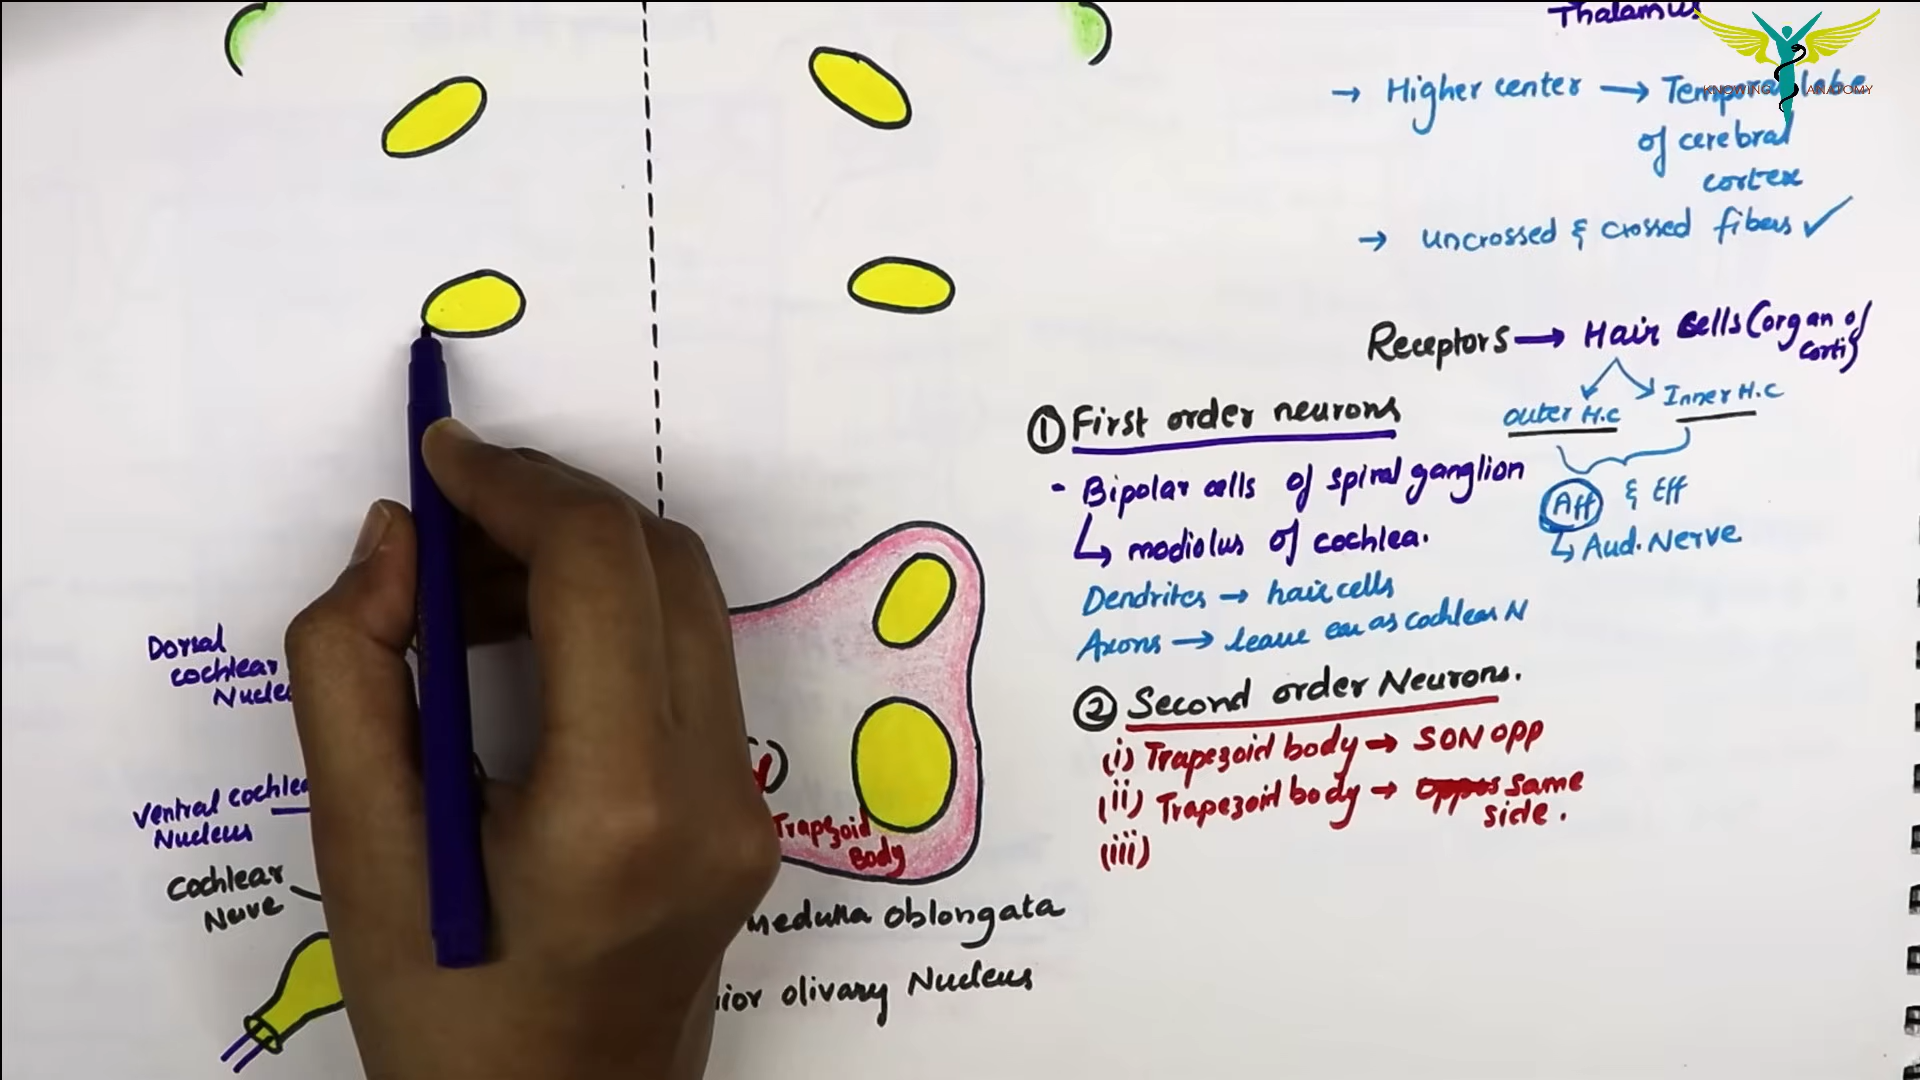 Thalamus
KNOWING ANATOMY
→ Higher center → Temporal lobe
of cerebral
cortex
→ uncrossed & crossed fibers ✓
Receptors → Hair cells (organ of
corti)
outer H.C Inner H.C
Aff & Eff
↳ Aud. Nerve
① First order neurons
- Bipolar cells of spiral ganglion
↳ modiolus of cochlea.
Dendrites → hair cells
Axons → leave ear as cochlear N
② Second order Neurons.
(i) Trapezoid body → SON OPP
(ii) Trapezoid body → same
side.
(iii)
Dorsal
cochlear
Ventral
Nucleus
Cochlear
Nerve
Trapezoid
Body
medulla oblongata
olivary Nucleus